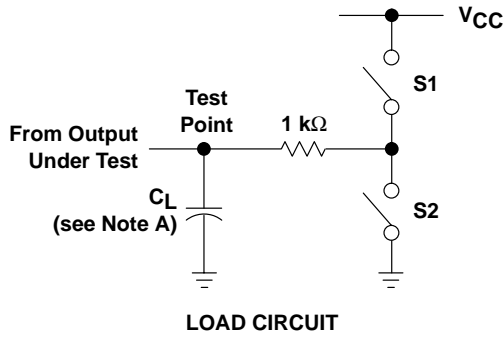 VCC
S1
Test
Point
1 kΩ
From Output
Under Test
CL
(see Note A)
S2
LOAD CIRCUIT